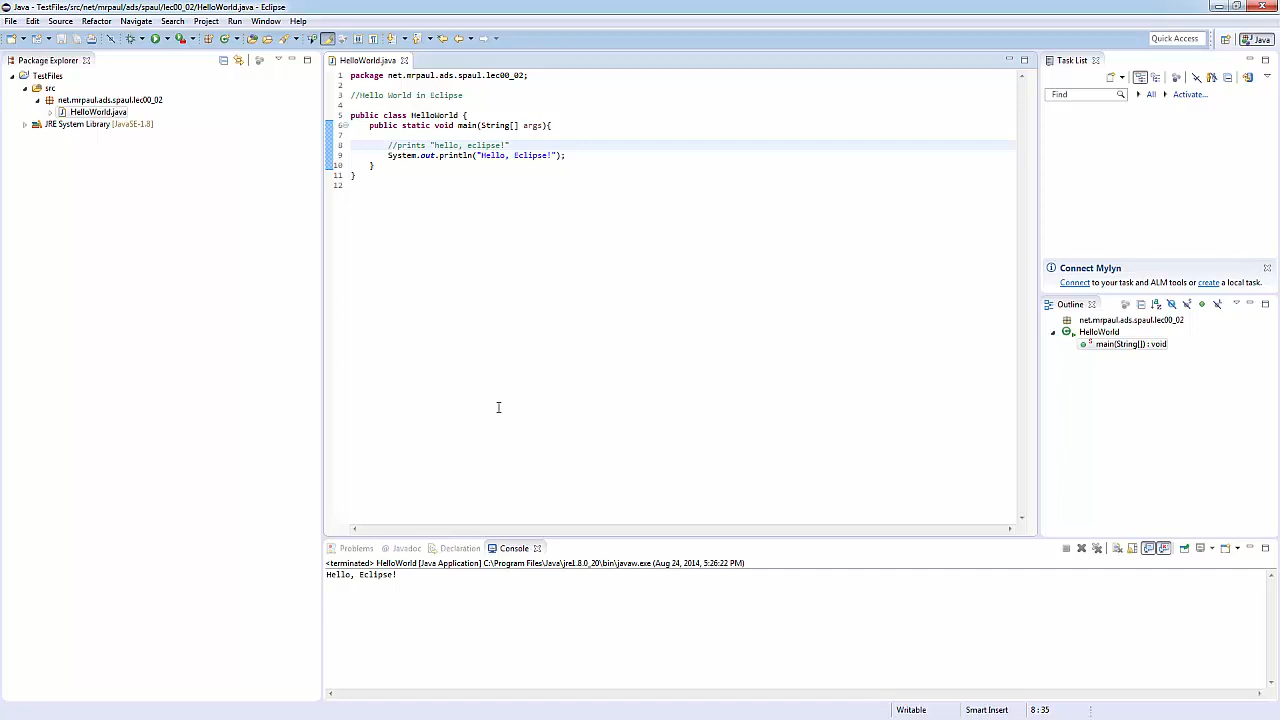 Java - TestFiles/src/net/mrpaul/ads/spaul/lec00_02/HelloWorld.java - Eclipse
File Edit Source Refactor Navigate Search Project Run Window Help
Quick Access
Java
Package Explorer
TestFiles
src
net.mrpaul.ads.spaul.lec00_02
HelloWorld.java
JRE System Library [JavaSE-1.8]
HelloWorld.java
1 package net.mrpaul.ads.spaul.lec00_02;
2
3 //Hello World in Eclipse
4
5 public class HelloWorld {
6 public static void main(String[] args){
7
8 //prints "hello, eclipse!"
9 System.out.println("Hello, Eclipse!");
10 }
11 }
12
Task List
Find All Activate...
Connect Mylyn
Connect to your task and ALM tools or create a local task.
Outline
net.mrpaul.ads.spaul.lec00_02
HelloWorld
main(String[]) : void
Problems @ Javadoc Declaration Console
<terminated> HelloWorld [Java Application] C:\Program Files\Java\jre1.8.0_20\bin\javaw.exe (Aug 24, 2014, 5:26:22 PM)
Hello, Eclipse!
Writable Smart Insert 8 : 35